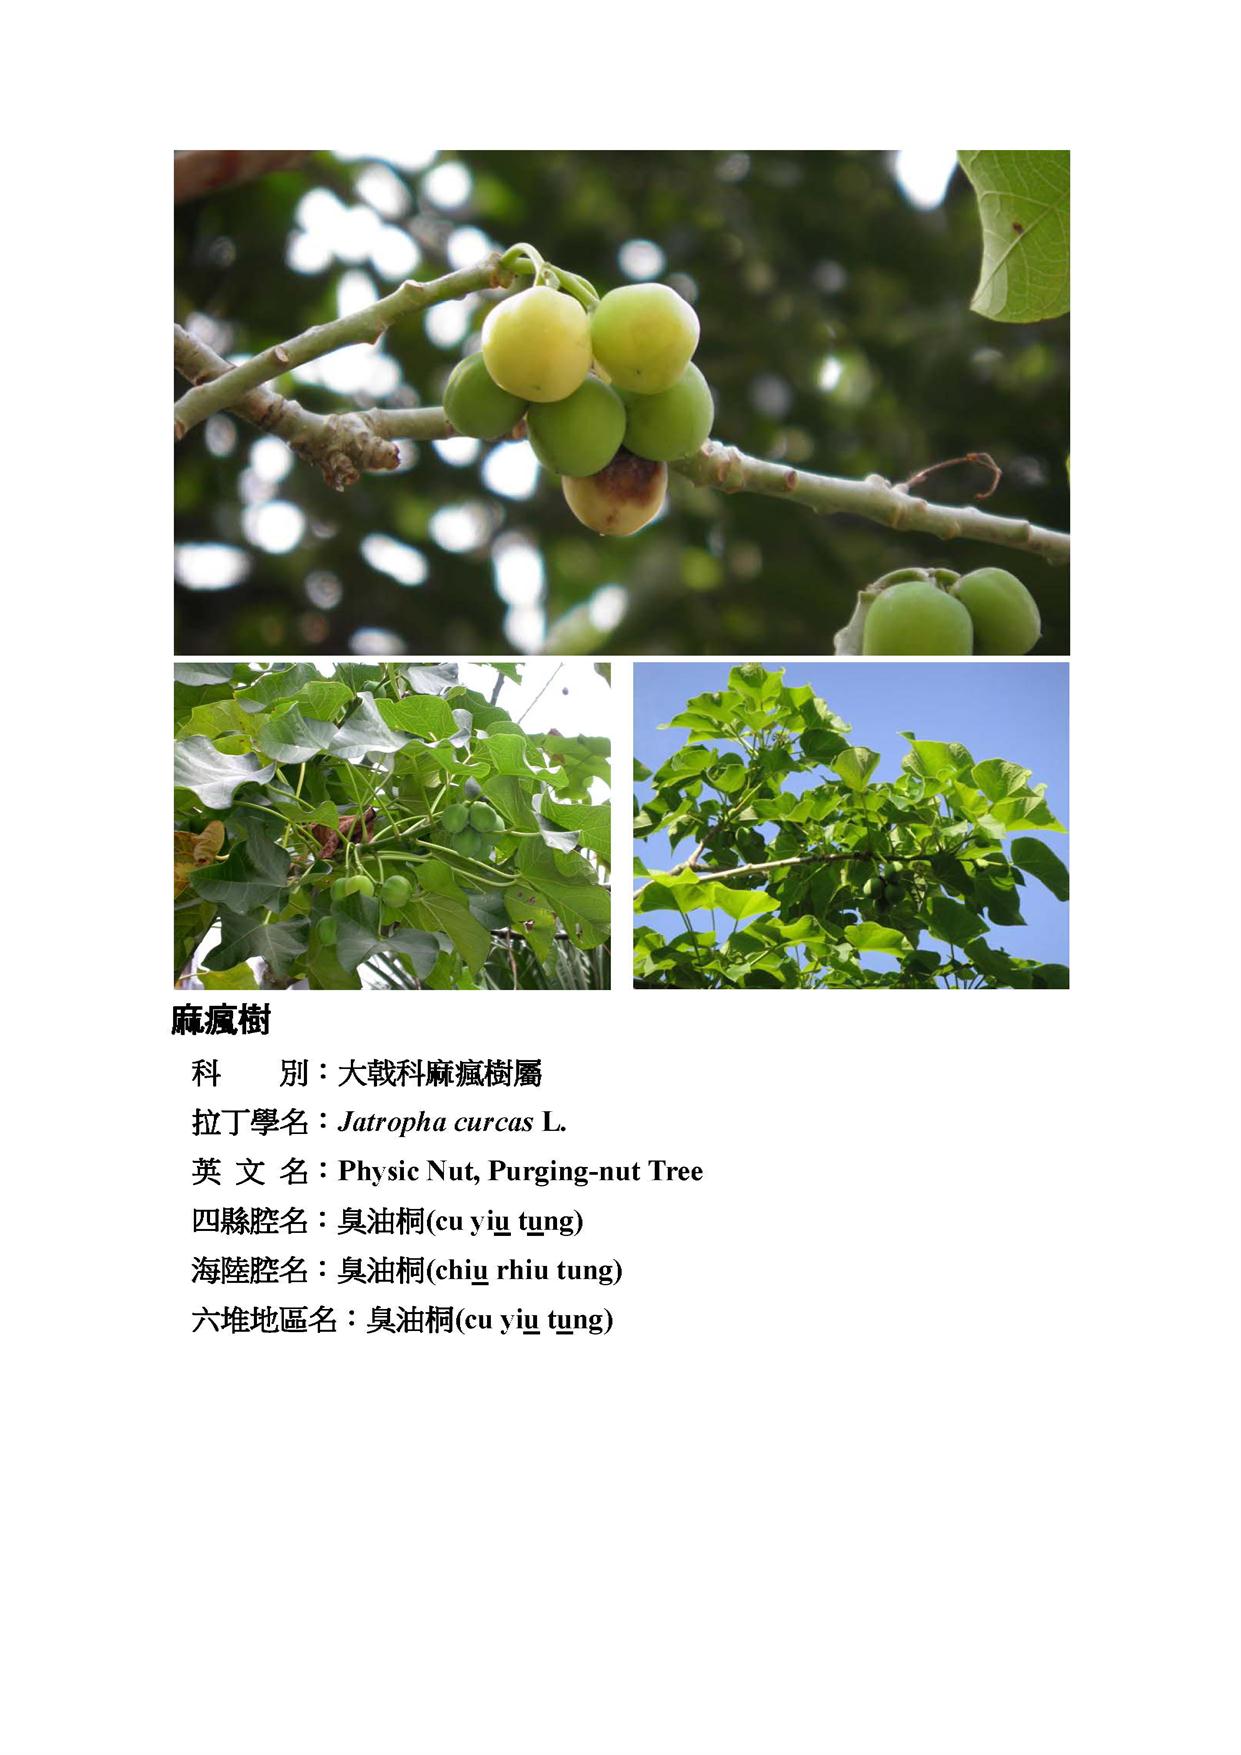 麻瘋樹
科　　別：大戟科麻瘋樹屬
拉丁學名：Jatropha curcas L.
英 文 名：Physic Nut, Purging-nut Tree
四縣腔名：臭油桐(cu yiu tung)
海陸腔名：臭油桐(chiu rhiu tung)
六堆地區名：臭油桐(cu yiu tung)